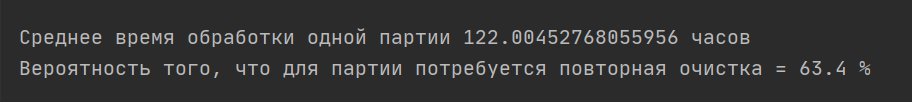 Среднее время обработки одной партии 122.00452768055956 часов
Вероятность того, что для партии потребуется повторная очистка = 63.4 %